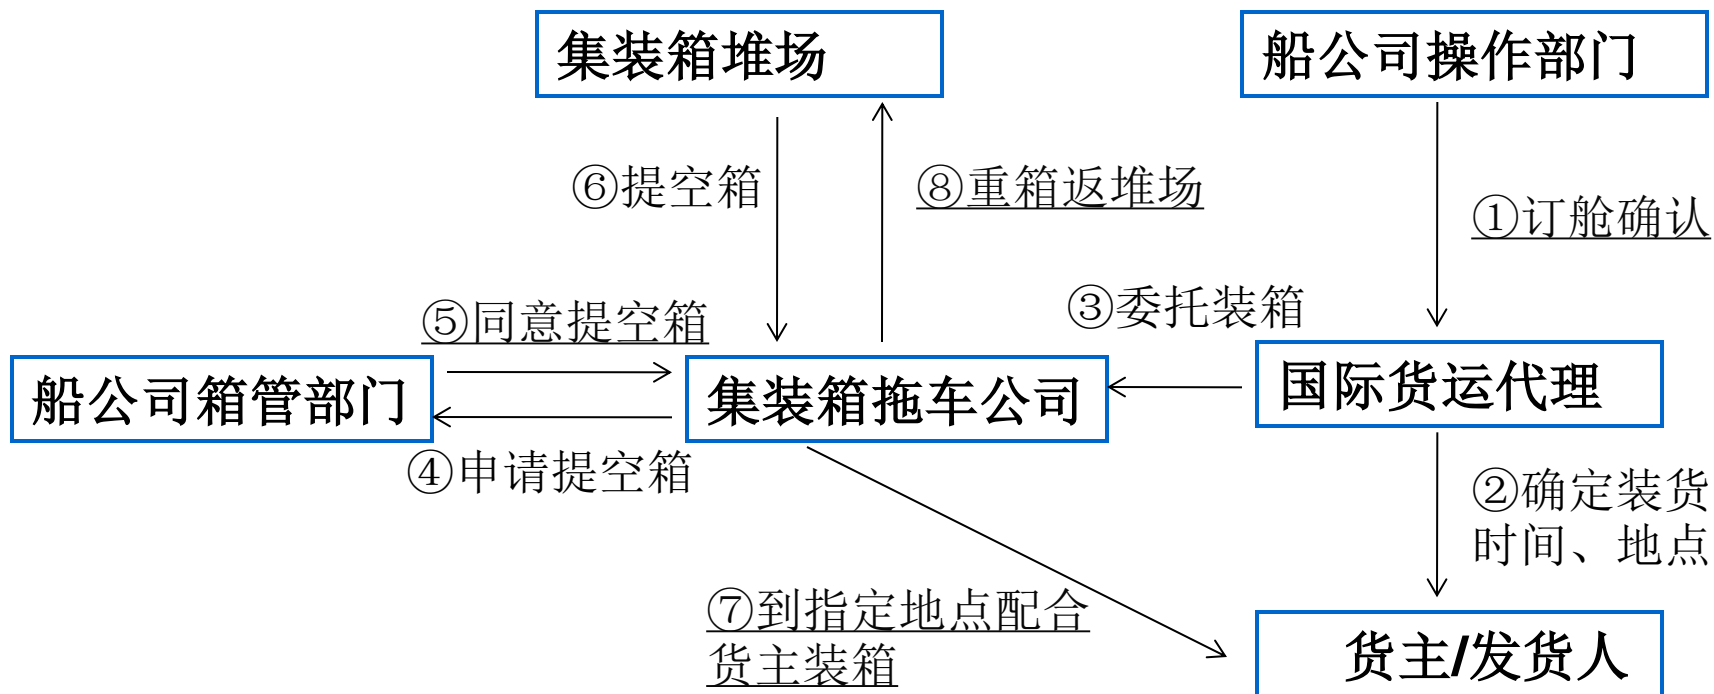 集装箱堆场
船公司操作部门
⑥提空箱
⑧重箱返堆场
①订舱确认
③委托装箱
⑤同意提空箱
船公司箱管部门
集装箱拖车公司
国际货运代理
④申请提空箱
②确定装货
时间、地点
⑦到指定地点配合
货主装箱
货主/发货人